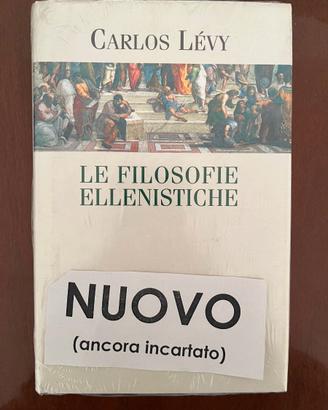 CARLOS LÉVY
LE FILOSOFIE
ELLENISTICHE
NUOVO
(ancora incartato)